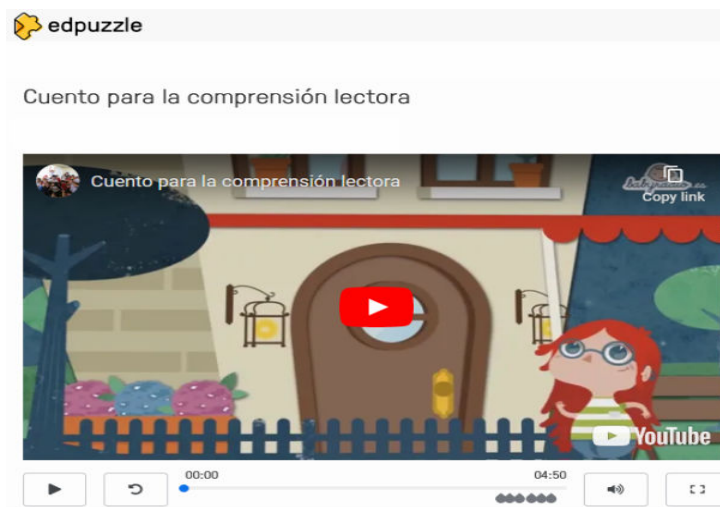 edpuzzle
Cuento para la comprensión lectora
Cuento para la comprensión lectora
Copy link
YouTube
00:00
04:50